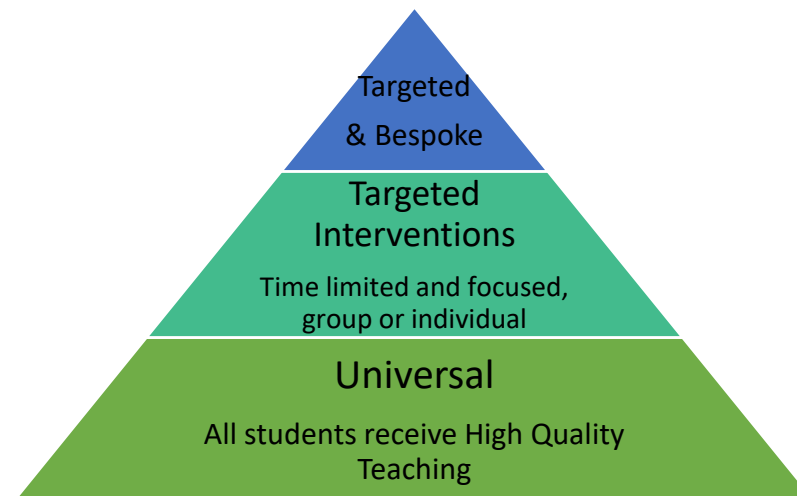 Targeted
& Bespoke
Targeted
Interventions
Time limited and focused,
group or individual
Universal
All students receive High Quality
Teaching